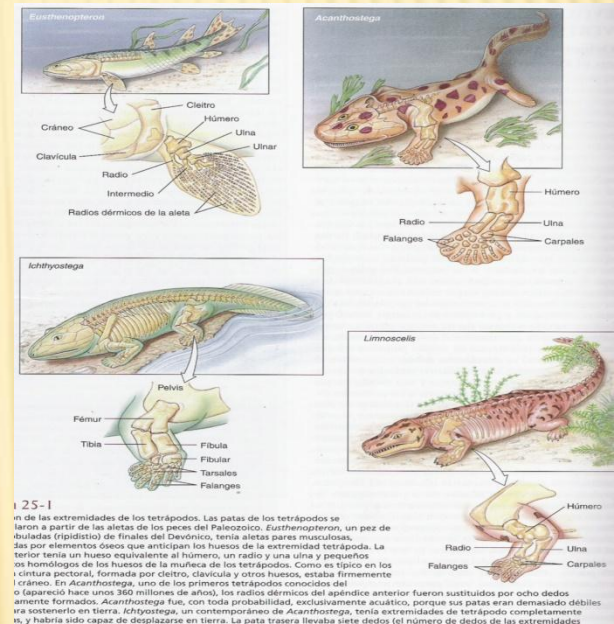 Eusthenopteron
Cleitro
Húmero
Ulna
Ulnar
Cráneo
Clavícula
Radio
Intermedio
Radios dérmicos de la aleta
Acanthostega
Húmero
Radio
Ulna
Falanges
Carpales
Ichthyostega
Pelvis
Fémur
Tibia
Fíbula
Fibular
Tarsales
Falanges
Limnoscelis
Húmero
Radio
Ulna
Falanges
Carpales
25-1
de las extremidades de los tetrápodos. Las patas de los tetrápodos se
laron a partir de las aletas de los peces del Paleozoico. Eusthenopteron, un pez de
obuladas (ripidistio) de finales del Devónico, tenía aletas pares musculosas,
das por elementos óseos que anticipan los huesos de la extremidad tetrápoda. La
terior tenía un hueso equivalente al húmero, un radio y una ulna y pequeños
os homólogos de los huesos de la muñeca de los tetrápodos. Como es típico en los
cintura pectoral, formada por cleitro, clavícula y otros huesos, estaba firmemente
l cráneo. En Acanthostega, uno de los primeros tetrápodos conocidos del
o (apareció hace unos 360 millones de años), los radios dérmicos del apéndice anterior fueron sustituidos por ocho dedos
amente formados. Acanthostega fue, con toda probabilidad, exclusivamente acuático, porque sus patas eran demasiado débiles
ara sostenerlo en tierra. Ichtyostega, un contemporáneo de Acanthostega, tenía extremidades de tetrápodo completamente
as, y habría sido capaz de desplazarse en tierra. La pata trasera llevaba siete dedos (el número de dedos de las extremidades